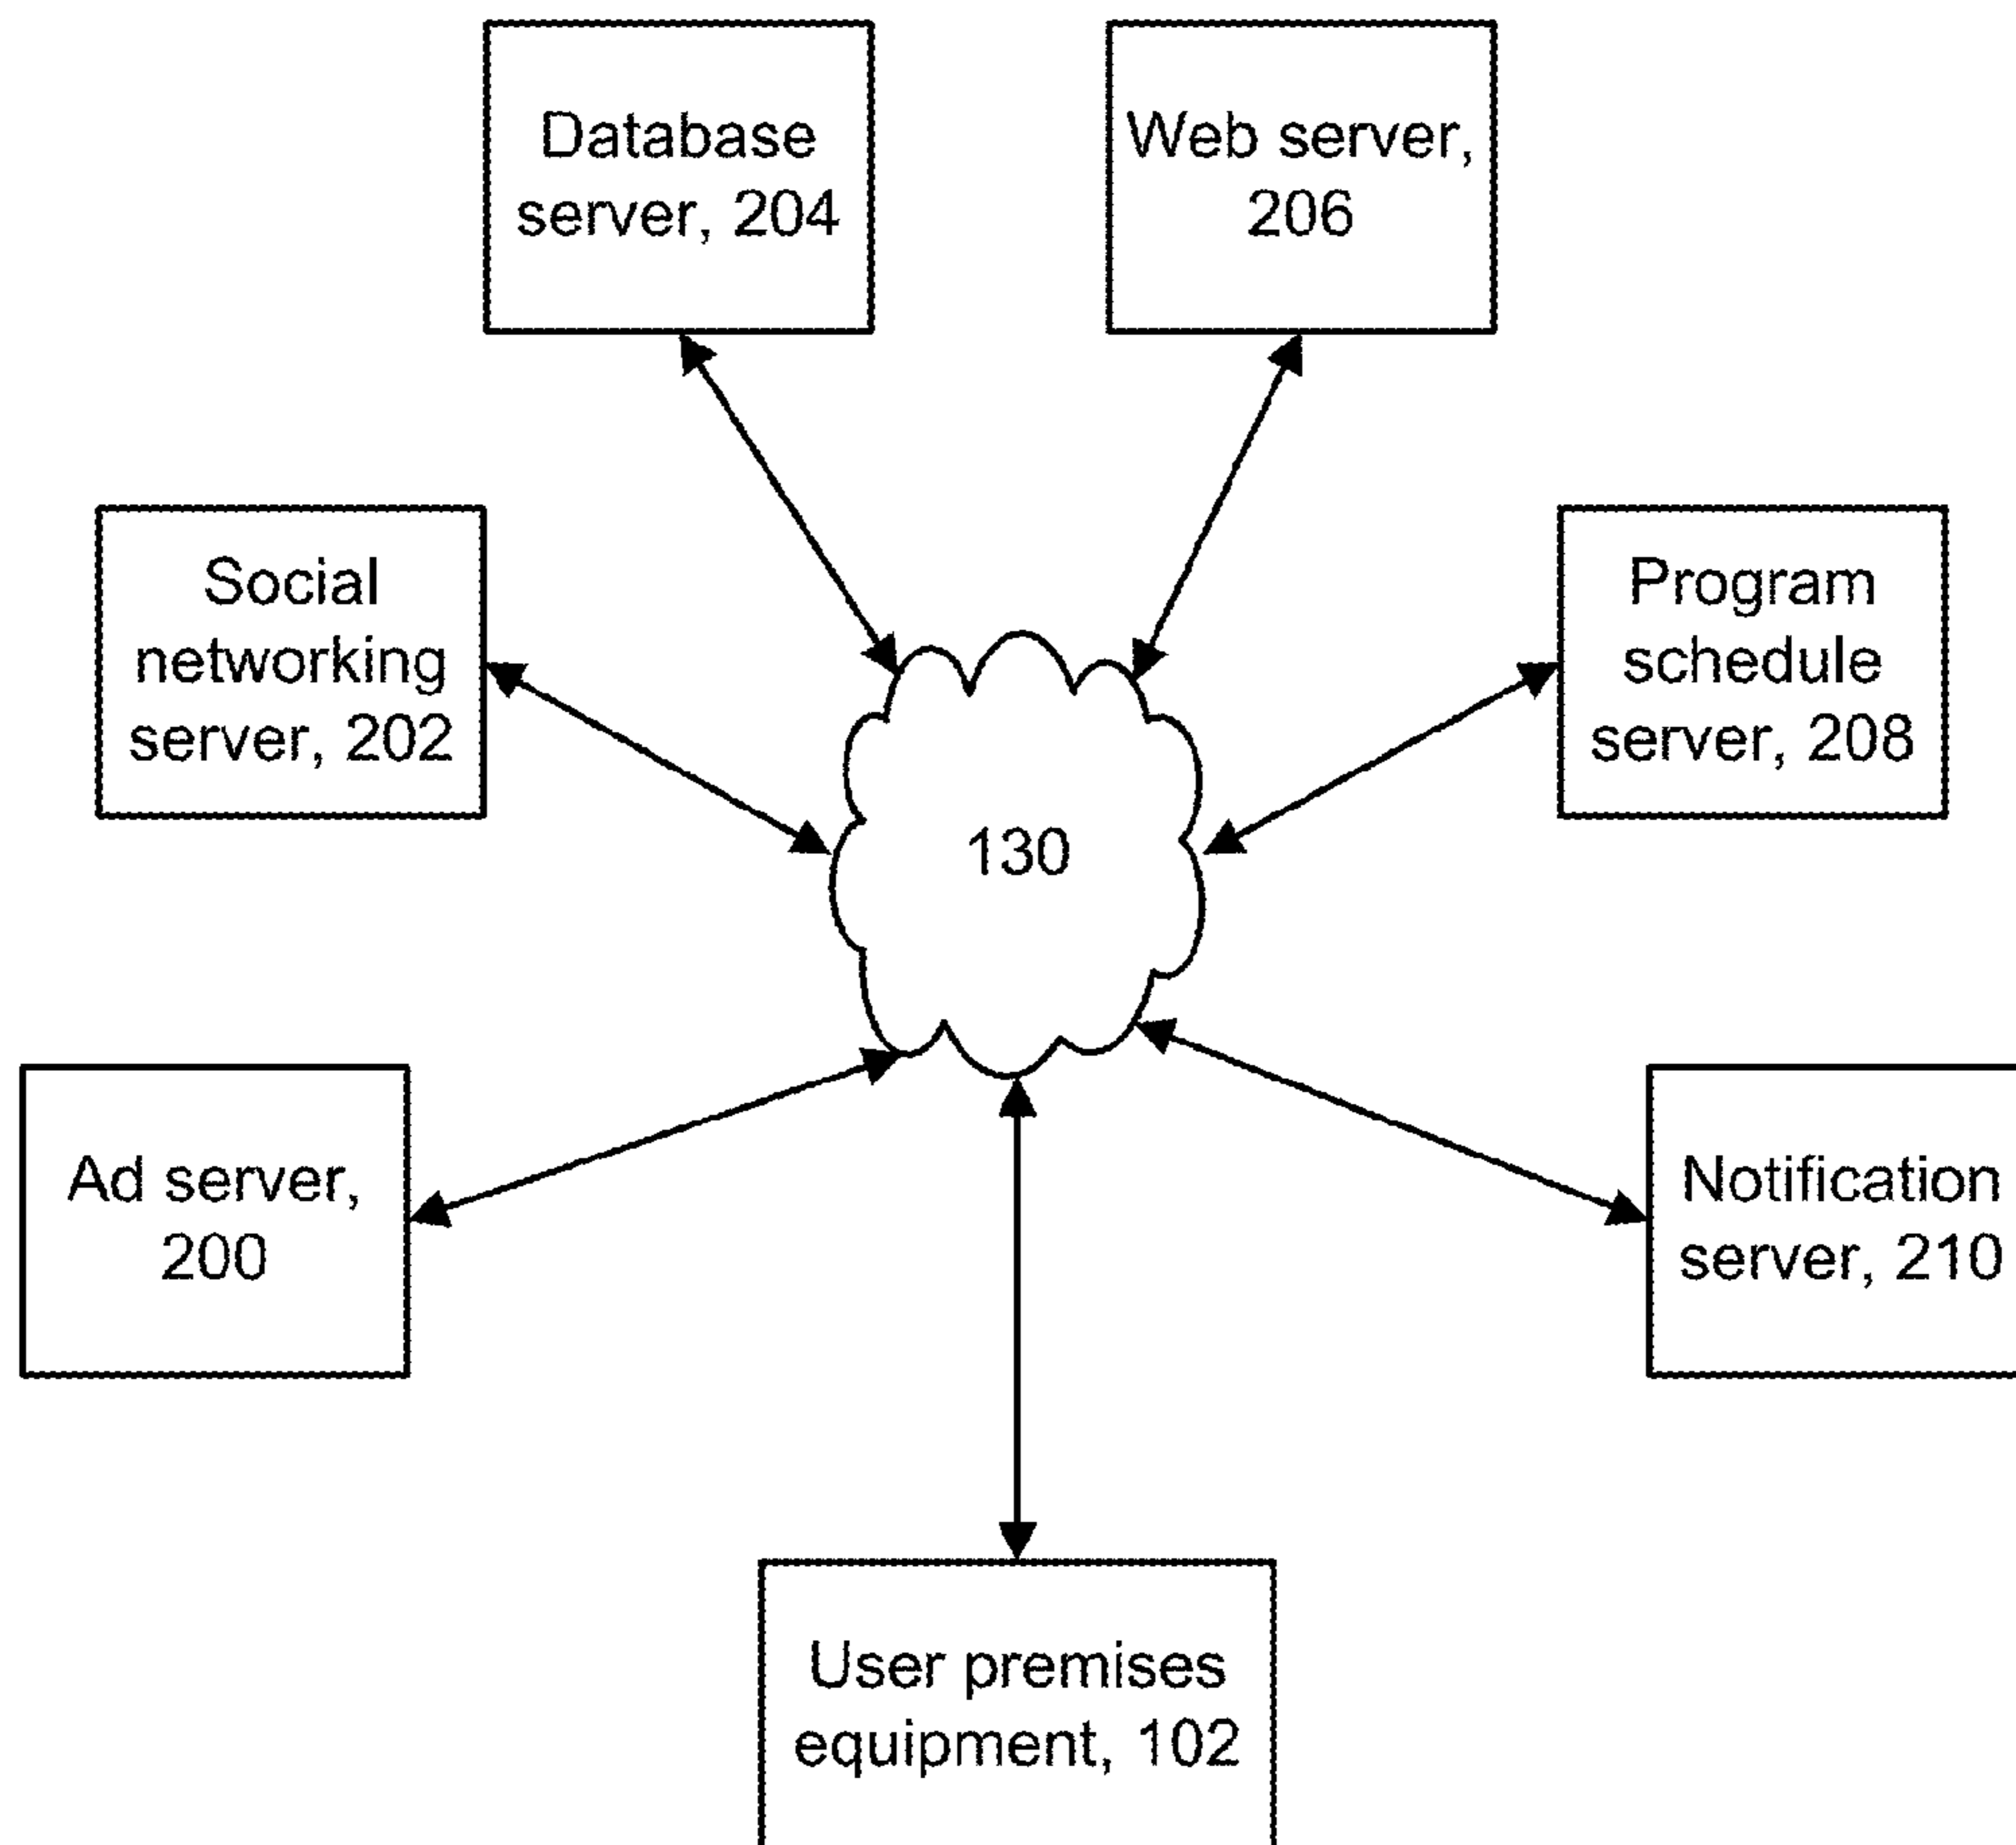 Database
server, 204
Web server,
206
Social
networking
server, 202
Program
schedule
server, 208
130
Ad server,
200
Notification
server, 210
User premises
equipment, 102